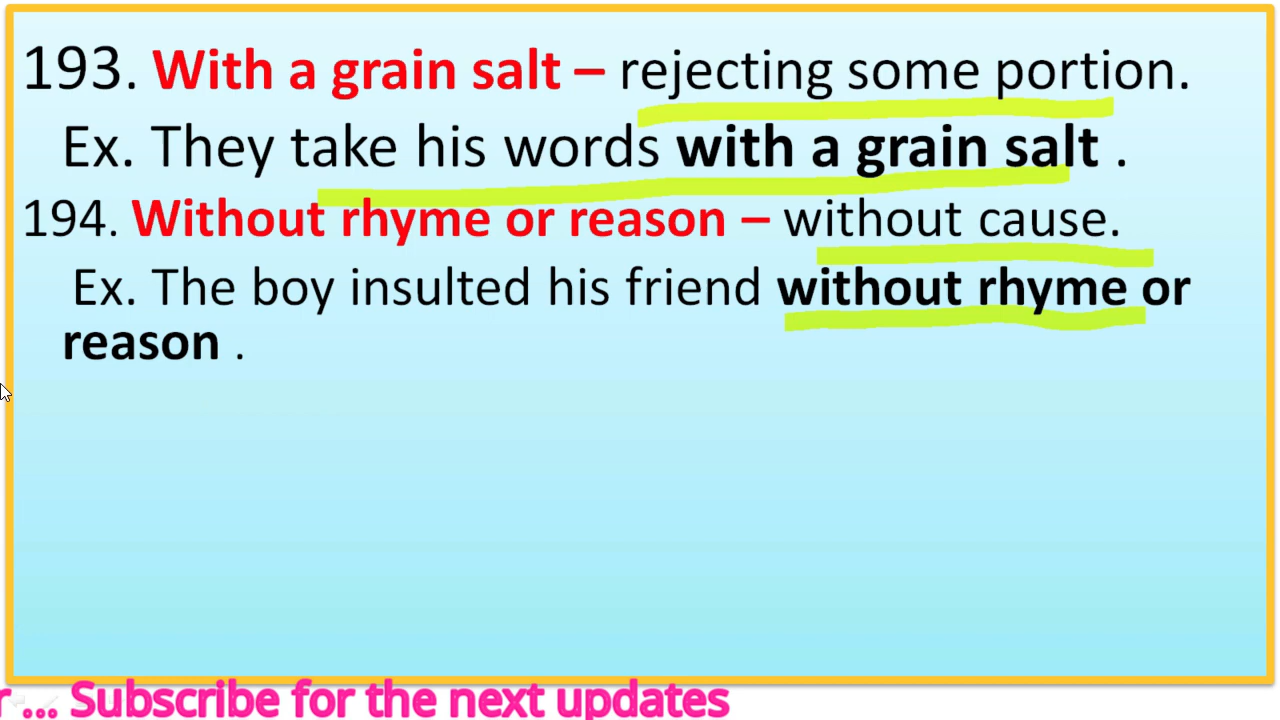 193. With a grain salt – rejecting some portion.
Ex. They take his words with a grain salt .
194. Without rhyme or reason – without cause.
Ex. The boy insulted his friend without rhyme or
reason .
r ... Subscribe for the next updates